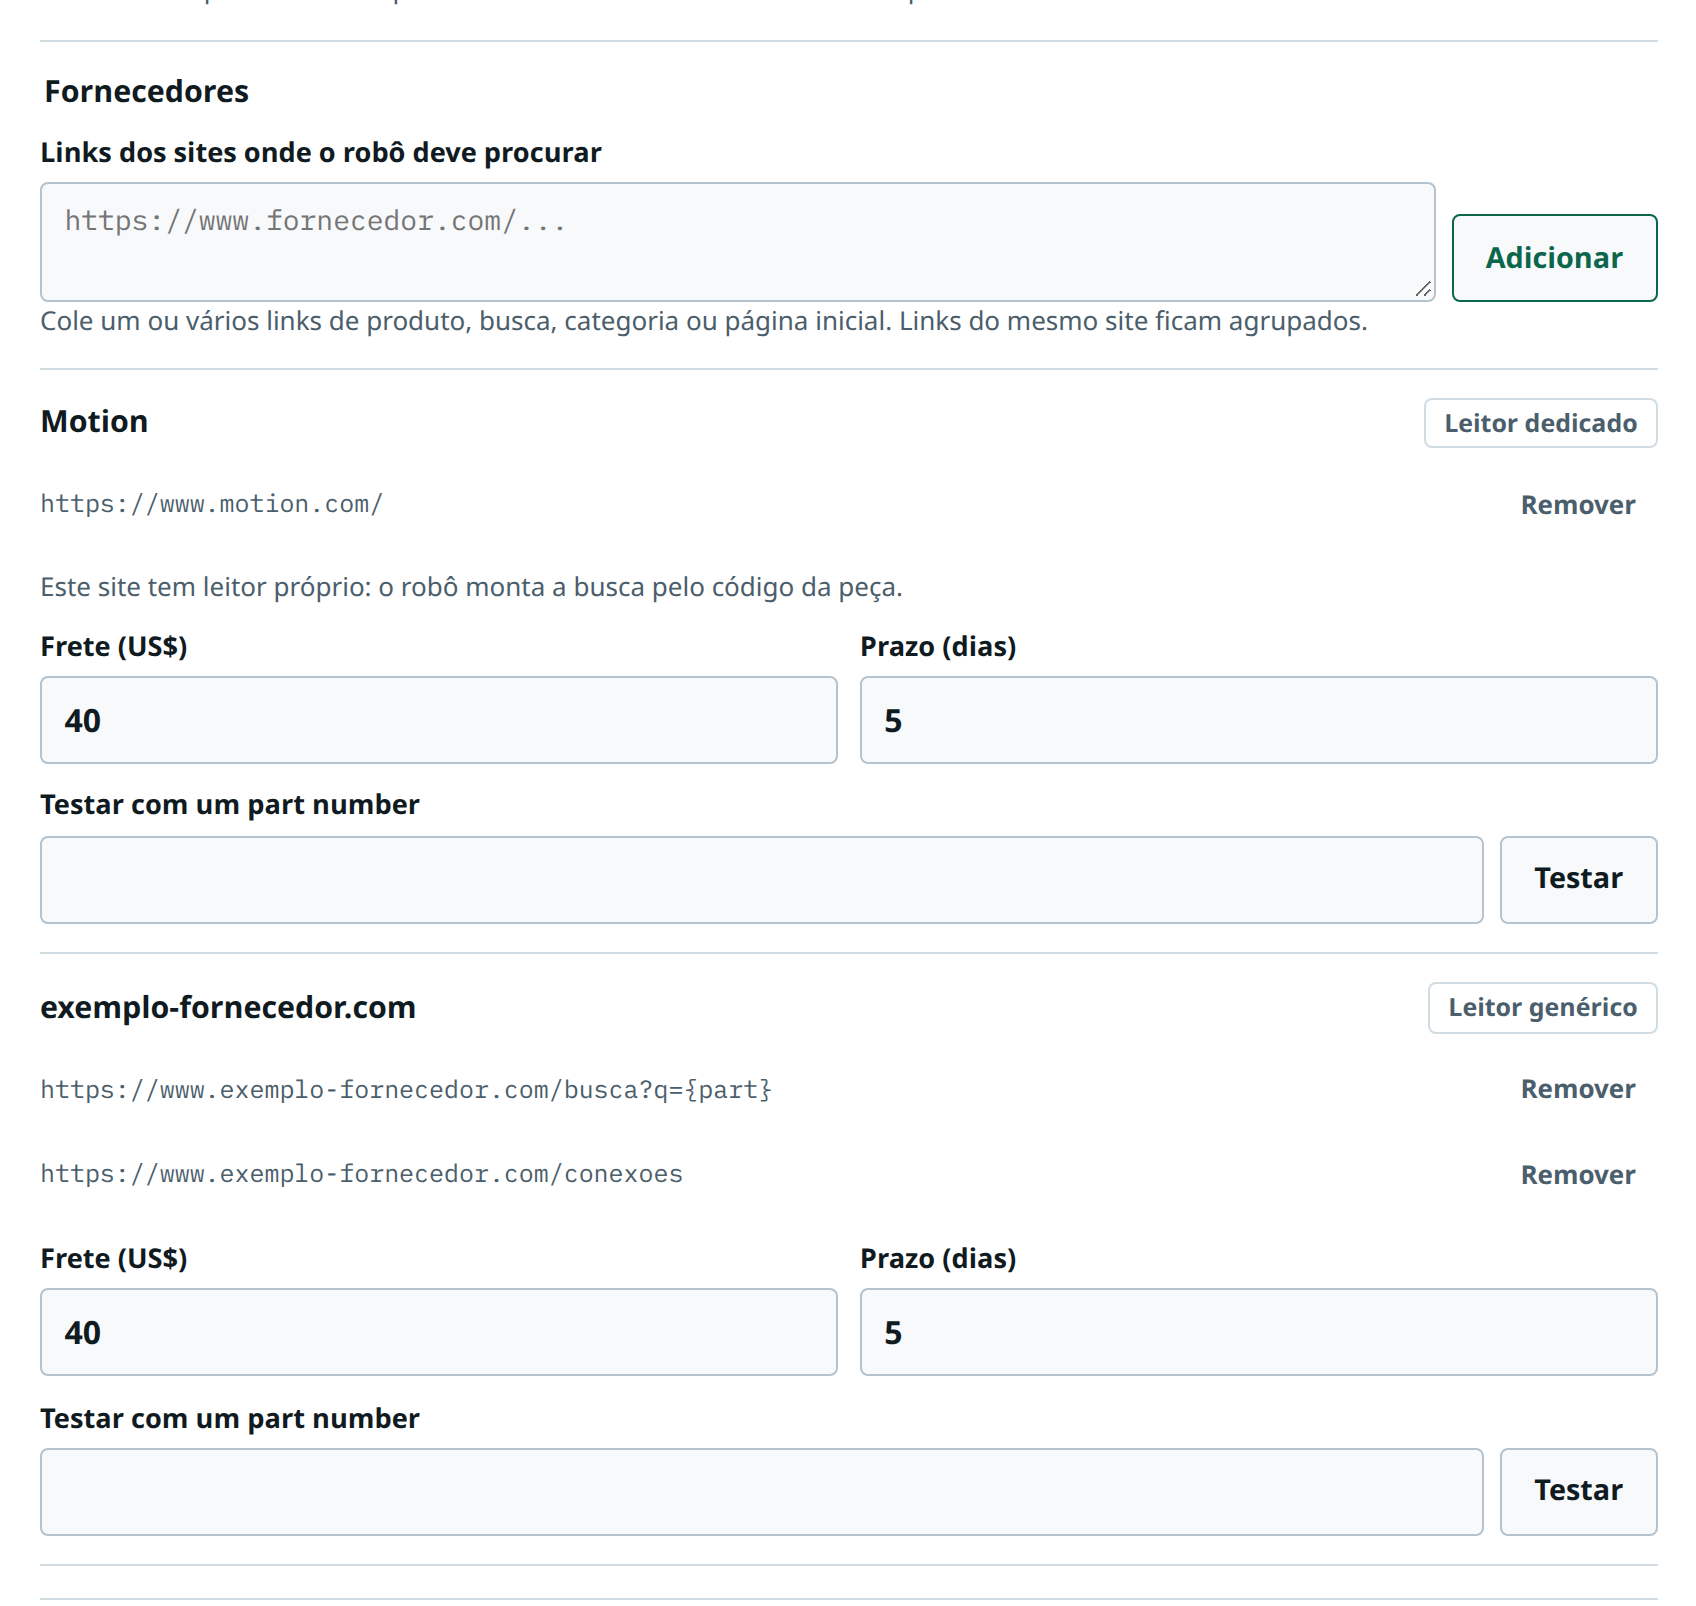 Fornecedores
Links dos sites onde o robô deve procurar
https://www.fornecedor.com/...
Adicionar
Cole um ou vários links de produto, busca, categoria ou página inicial. Links do mesmo site ficam agrupados.
Motion
Leitor dedicado
https://www.motion.com/
Remover
Este site tem leitor próprio: o robô monta a busca pelo código da peça.
Frete (US$)
Prazo (dias)
40
5
Testar com um part number
Testar
exemplo-fornecedor.com
Leitor genérico
https://www.exemplo-fornecedor.com/busca?q={part}
Remover
https://www.exemplo-fornecedor.com/conexoes
Remover
Frete (US$)
Prazo (dias)
40
5
Testar com um part number
Testar